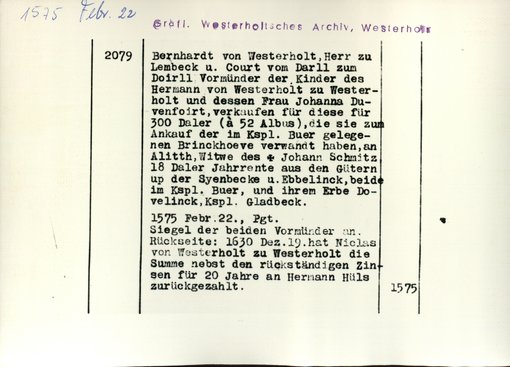 1575 Febr. 22
Gräfl. Westerholtsches Archiv, Westerholt
2079
Bernhardt von Westerholt,Herr zu
Lembeck u. Court vom Darll zum
Doirll Vormünder der Kinder des
Hermann von Westerholt zu Wester-
holt und dessen Frau Johanna Du-
venfoirt,verkaufen für diese für
300 Daler (à 52 Albus),die sie zum
Ankauf der im Kspl. Buer gelege-
nen Brinckhoeve verwandt haben,an
Alitth,Witwe des + Johann Schmitz
18 Daler Jahrrente aus den Gütern
up der Syenbecke u.Ebbelinck,beide
im Kspl. Buer, und ihrem Erbe Do-
velinck,Kspl. Gladbeck.
1575 Febr.22., Pgt.
Siegel der beiden Vormünder an.
Rückseite: 1630 Dez.19.hat Niclas
von Westerholt zu Westerholt die
Summe nebst den rückständigen Zin-
sen für 20 Jahre an Hermann Hüls
zurückgezahlt.
1575